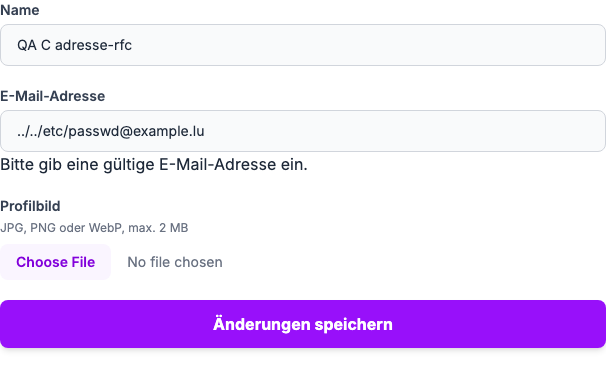 Name
QA C adresse-rfc
E-Mail-Adresse
../../etc/passwd@example.lu
Bitte gib eine gültige E-Mail-Adresse ein.
Profilbild
JPG, PNG oder WebP, max. 2 MB
Choose File No file chosen
Änderungen speichern